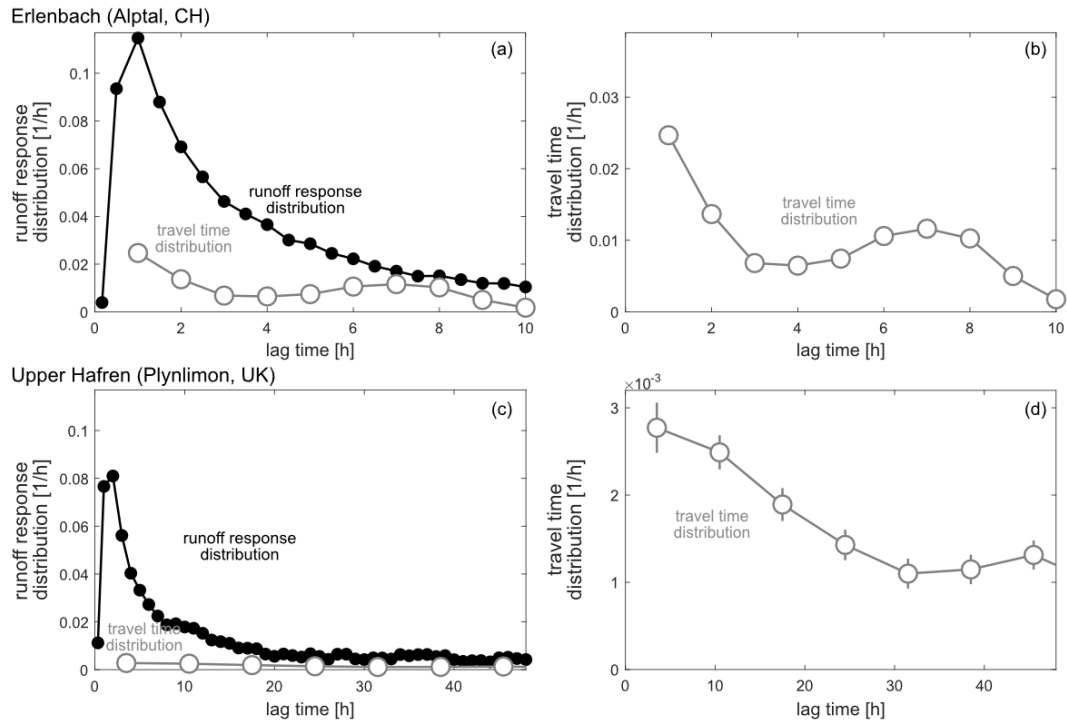 Erlenbach (Alptal, CH)
(a)
runoff response
distribution [1/h]
0.1
0.08
0.06
0.04
0.02
0
runoff response
distribution
travel time
distribution
0 2 4 6 8 10
lag time [h]
(b)
travel time
distribution [1/h]
0.03
0.02
0.01
0
travel time
distribution
0 2 4 6 8 10
lag time [h]
Upper Hafren (Plynlimon, UK)
(c)
runoff response
distribution [1/h]
0.1
0.08
0.06
0.04
0.02
0
runoff response
distribution
travel time
distribution
0 10 20 30 40
lag time [h]
×10⁻³
(d)
travel time
distribution [1/h]
3
2
1
0
travel time
distribution
0 10 20 30 40
lag time [h]